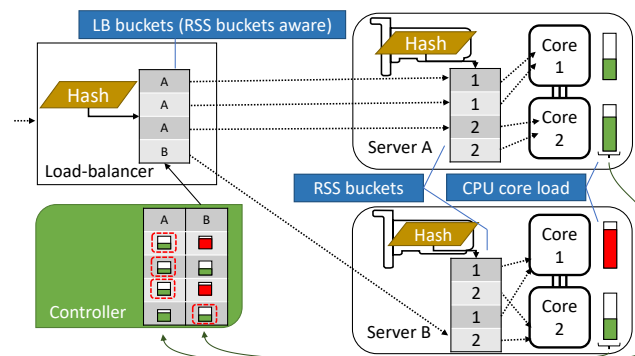 LB buckets (RSS buckets aware)
Hash
A
A
A
B
Load-balancer
Hash
1
1
2
2
Core
1
Core
2
Server A
RSS buckets
CPU core load
A
B
Controller
Hash
1
2
1
2
Core
1
Core
2
Server B